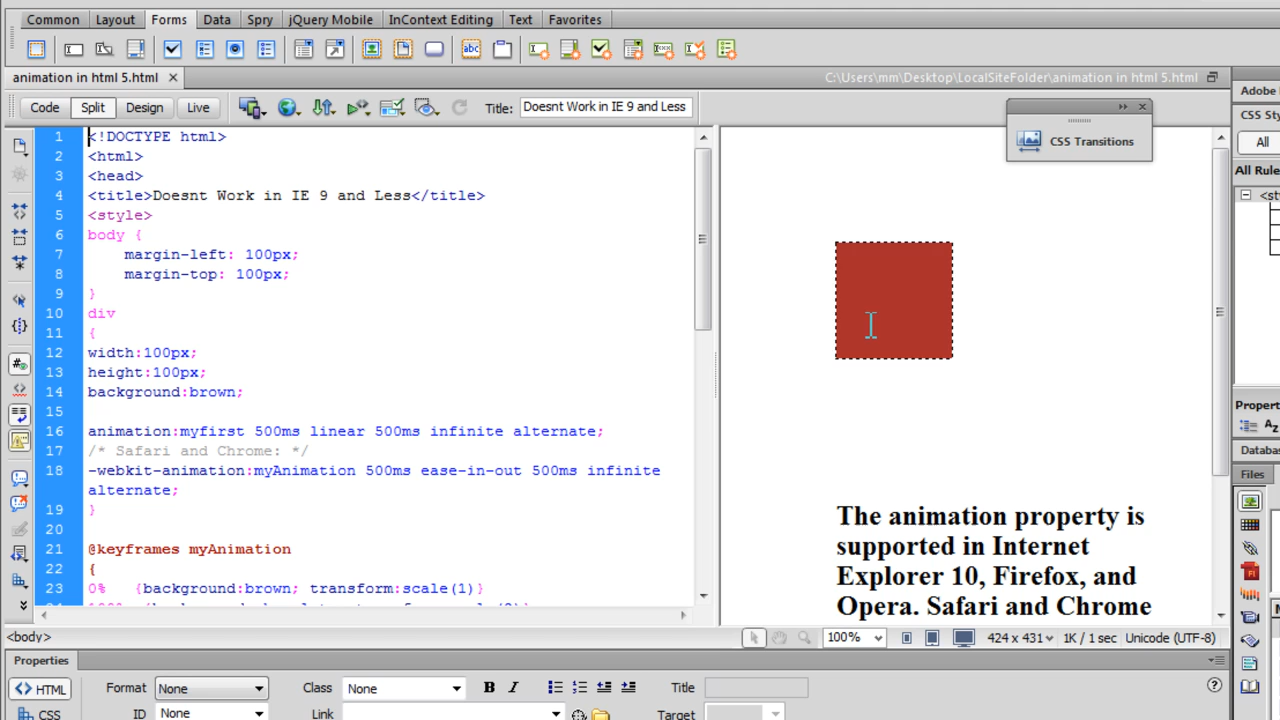 Common Layout Forms Data Spry jQuery Mobile InContext Editing Text Favorites
animation in html 5.html
C:\Users\mm\Desktop\LocalSiteFolder\animation in html 5.html
Code Split Design Live Title: Doesnt Work in IE 9 and Less
1 <!DOCTYPE html>
2 <html>
3 <head>
4 <title>Doesnt Work in IE 9 and Less</title>
5 <style>
6 body {
7 margin-left: 100px;
8 margin-top: 100px;
9 }
10 div
11 {
12 width:100px;
13 height:100px;
14 background:brown;
15
16 animation:myfirst 500ms linear 500ms infinite alternate;
17 /* Safari and Chrome: */
18 -webkit-animation:myAnimation 500ms ease-in-out 500ms infinite
alternate;
19 }
20
21 @keyframes myAnimation
22 {
23 0% {background:brown; transform:scale(1)}
CSS Transitions
The animation property is
supported in Internet
Explorer 10, Firefox, and
Opera. Safari and Chrome
Adobe
CSS Sty
All
All Rule
<sty
Propert
Databas
Files
<body>
100% 424 x 431 1K / 1 sec Unicode (UTF-8)
Properties
HTML Format None Class None B I Title
CSS ID None Link Target